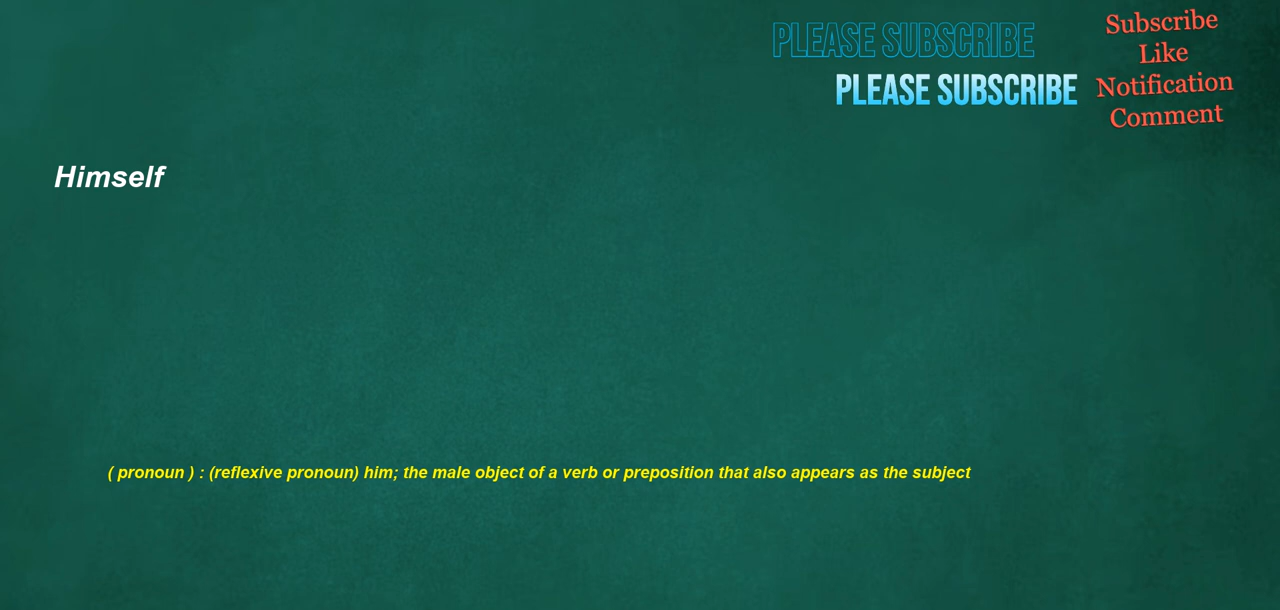 PLEASE SUBSCRIBE
PLEASE SUBSCRIBE
Subscribe
Like
Notification
Comment
Himself
( pronoun ) : (reflexive pronoun) him; the male object of a verb or preposition that also appears as the subject